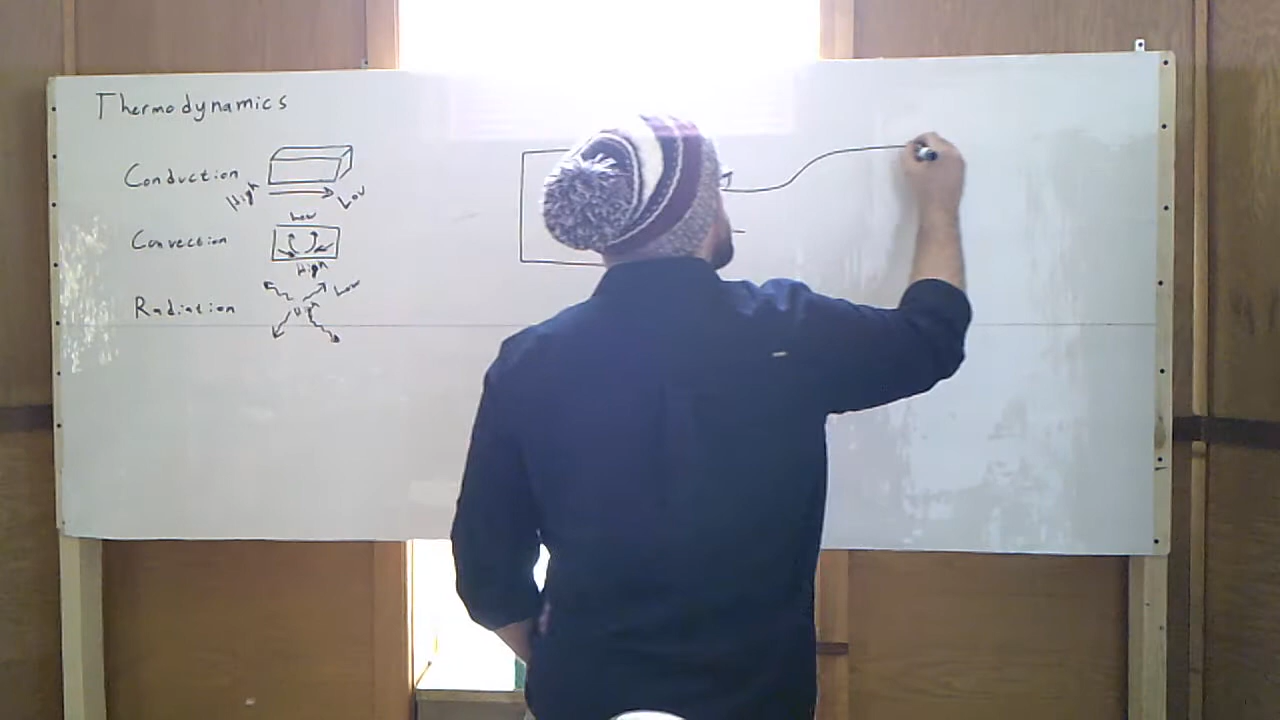 Thermodynamics
Conduction
High Low
Low
Convection
High
Low
Radiation